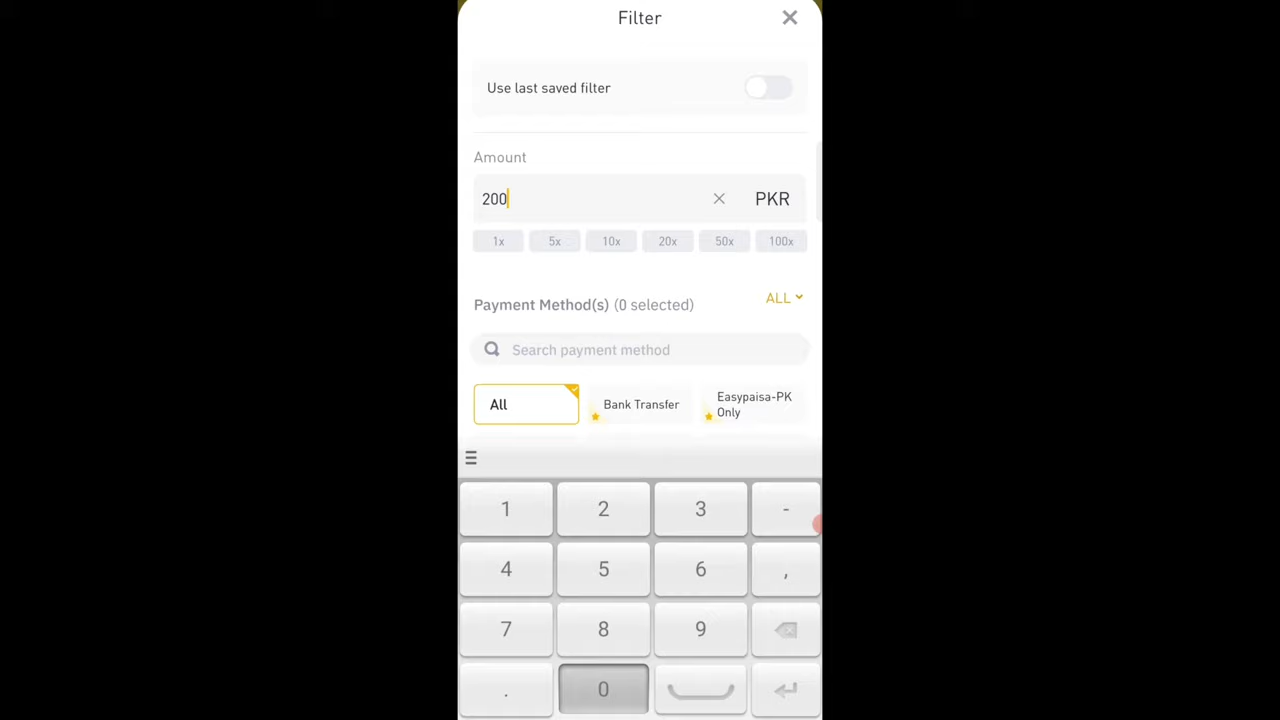 Filter
Use last saved filter
Amount
200
PKR
1x 5x 10x 20x 50x 100x
Payment Method(s) (0 selected)
ALL
Search payment method
All
Bank Transfer
Easypaisa-PK
Only
1 2 3 -
4 5 6 ,
7 8 9
. 0